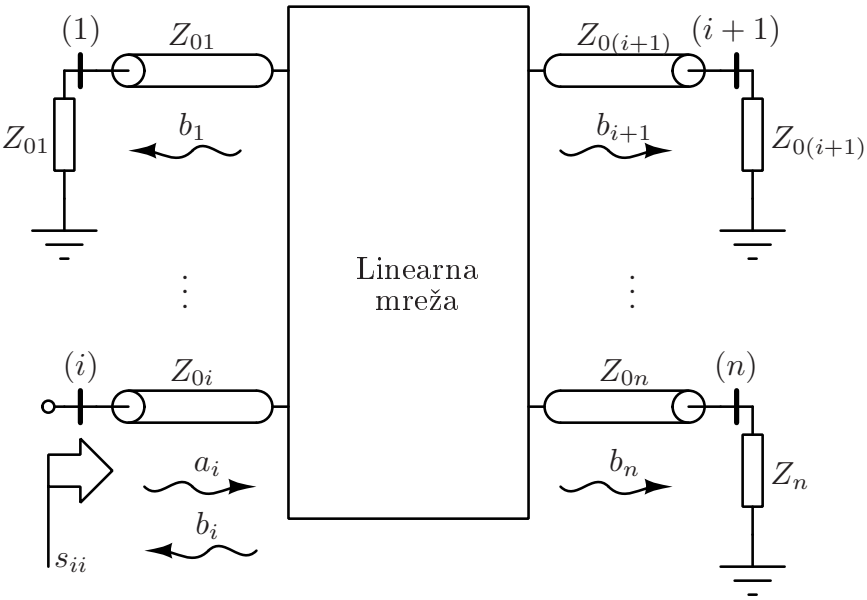 (1)
Z₀₁
Z₀₁
b₁
⋮
(i)
Z₀ᵢ
aᵢ
bᵢ
sᵢᵢ
Linearna
mreža
Z₀₍ᵢ₊₁₎
(i + 1)
bᵢ₊₁
Z₀₍ᵢ₊₁₎
⋮
Z₀ₙ
(n)
bₙ
Zₙ